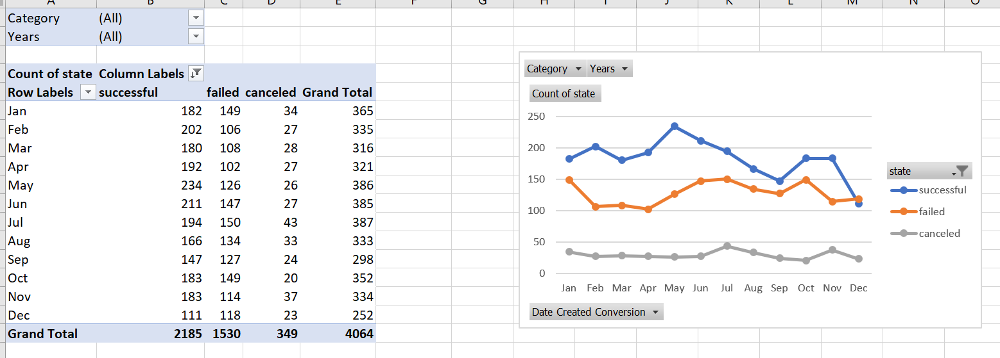 A B C D E F G H I J K L M N O
Category (All)
Years (All)
Count of state Column Labels
Row Labels successful failed canceled Grand Total
Jan 182 149 34 365
Feb 202 106 27 335
Mar 180 108 28 316
Apr 192 102 27 321
May 234 126 26 386
Jun 211 147 27 385
Jul 194 150 43 387
Aug 166 134 33 333
Sep 147 127 24 298
Oct 183 149 20 352
Nov 183 114 37 334
Dec 111 118 23 252
Grand Total 2185 1530 349 4064
Category Years
Count of state
250
200
150
100
50
0
Jan Feb Mar Apr May Jun Jul Aug Sep Oct Nov Dec
state
successful
failed
canceled
Date Created Conversion